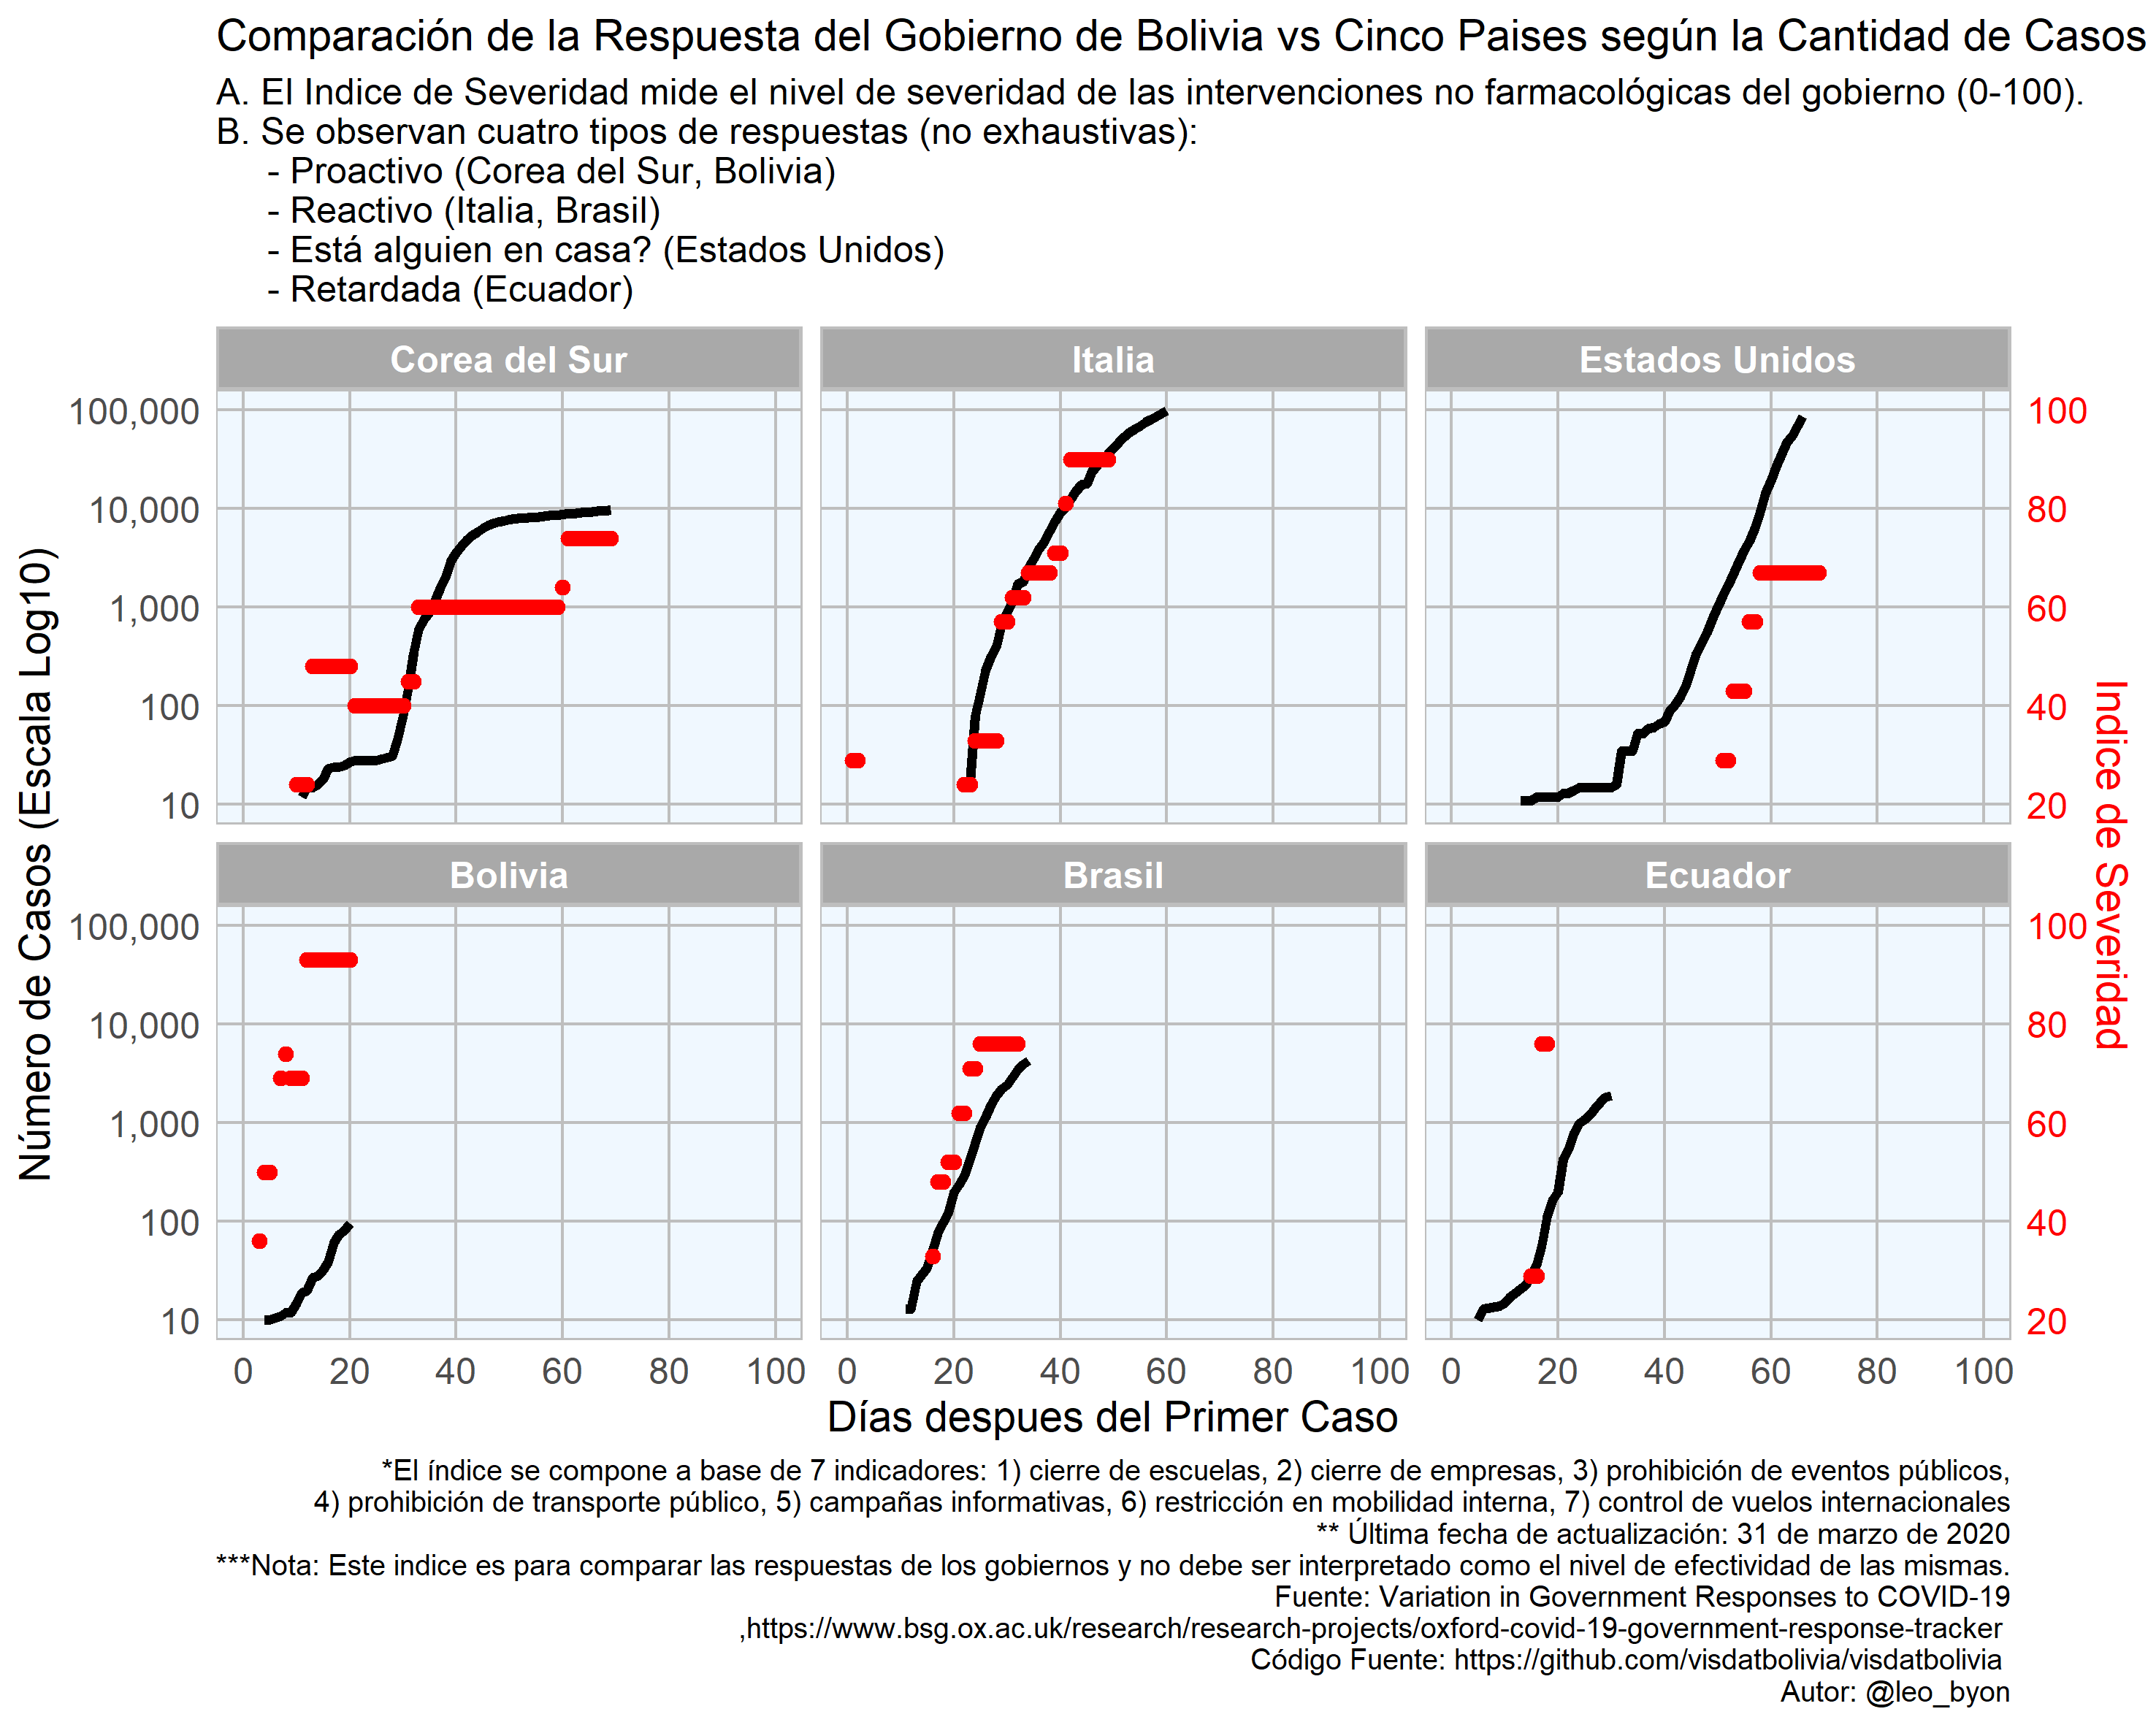 Comparación de la Respuesta del Gobierno de Bolivia vs Cinco Paises según la Cantidad de Casos
A. El Indice de Severidad mide el nivel de severidad de las intervenciones no farmacológicas del gobierno (0-100).
B. Se observan cuatro tipos de respuestas (no exhaustivas):
- Proactivo (Corea del Sur, Bolivia)
- Reactivo (Italia, Brasil)
- Está alguien en casa? (Estados Unidos)
- Retardada (Ecuador)
Corea del Sur
Italia
Estados Unidos
100,000
10,000
1,000
100
10
100
80
60
40
20
Número de Casos (Escala Log10)
Indice de Severidad
Bolivia
Brasil
Ecuador
100,000
10,000
1,000
100
10
100
80
60
40
20
0 20 40 60 80 100
0 20 40 60 80 100
0 20 40 60 80 100
Días despues del Primer Caso
*El índice se compone a base de 7 indicadores: 1) cierre de escuelas, 2) cierre de empresas, 3) prohibición de eventos públicos,
4) prohibición de transporte público, 5) campañas informativas, 6) restricción en mobilidad interna, 7) control de vuelos internacionales
** Última fecha de actualización: 31 de marzo de 2020
***Nota: Este indice es para comparar las respuestas de los gobiernos y no debe ser interpretado como el nivel de efectividad de las mismas.
Fuente: Variation in Government Responses to COVID-19
,https://www.bsg.ox.ac.uk/research/research-projects/oxford-covid-19-government-response-tracker
Código Fuente: https://github.com/visdatbolivia/visdatbolivia
Autor: @leo_byon